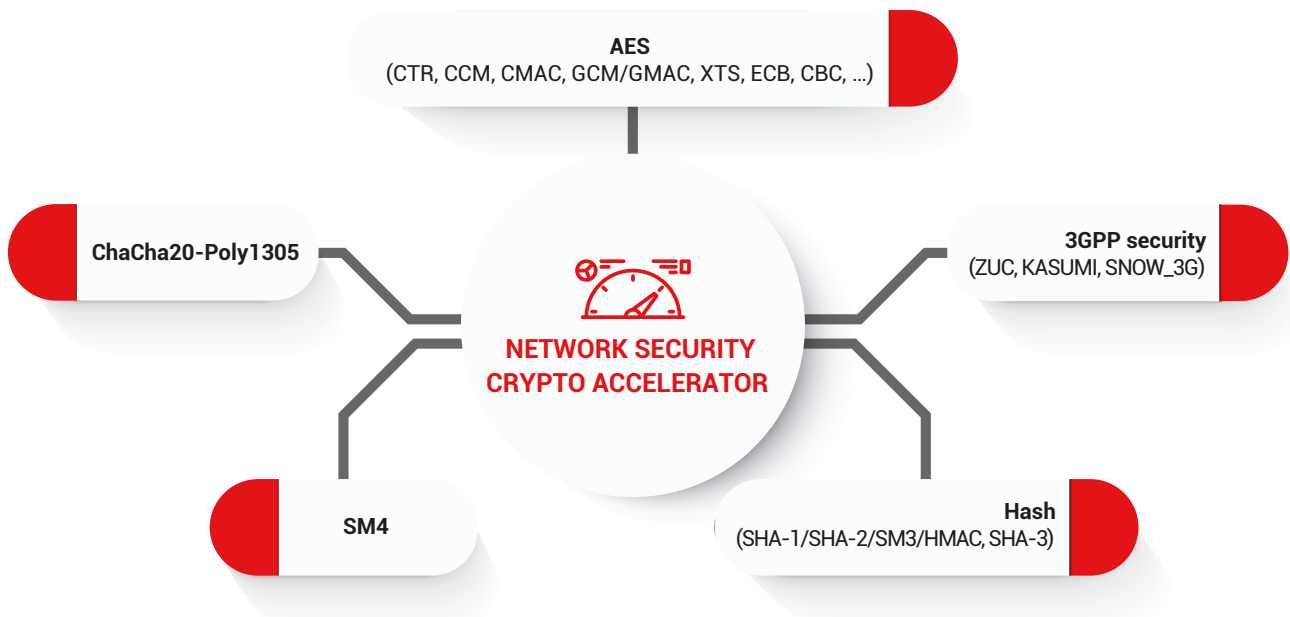 AES
(CTR, CCM, CMAC, GCM/GMAC, XTS, ECB, CBC, ...)
ChaCha20-Poly1305
3GPP security
(ZUC, KASUMI, SNOW_3G)
NETWORK SECURITY
CRYPTO ACCELERATOR
SM4
Hash
(SHA-1/SHA-2/SM3/HMAC, SHA-3)